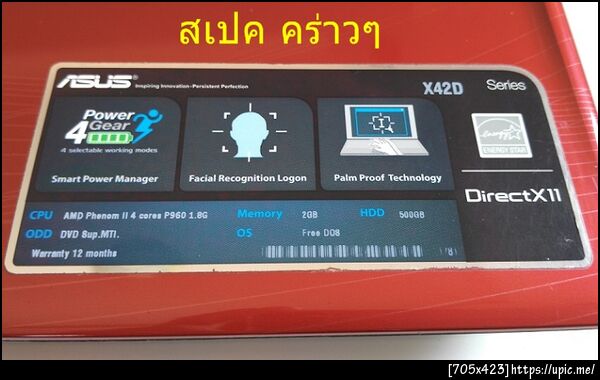 สเปค คร่าวๆ
ASUS Inspiring Innovation • Persistent Perfection
X42D Series
Power
4 Gear
4 selectable working modes
Smart Power Manager
Facial Recognition Logon
Palm Proof Technology
ENERGY STAR
DirectX11
CPU AMD Phenom II 4 cores P960 1.8G Memory 2GB HDD 500GB
ODD DVD Sup.MTI. OS Free DOS
Warranty 12 months
[705x423]https://upic.me/